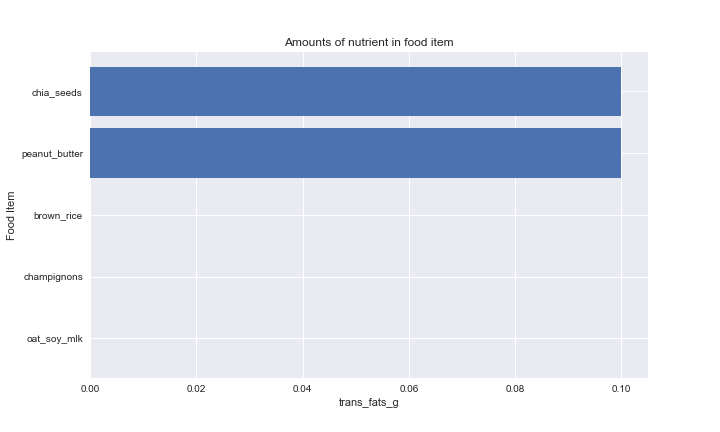 Amounts of nutrient in food item
chia_seeds
peanut_butter
brown_rice
champignons
oat_soy_mlk
Food Item
0.00 0.02 0.04 0.06 0.08 0.10
trans_fats_g